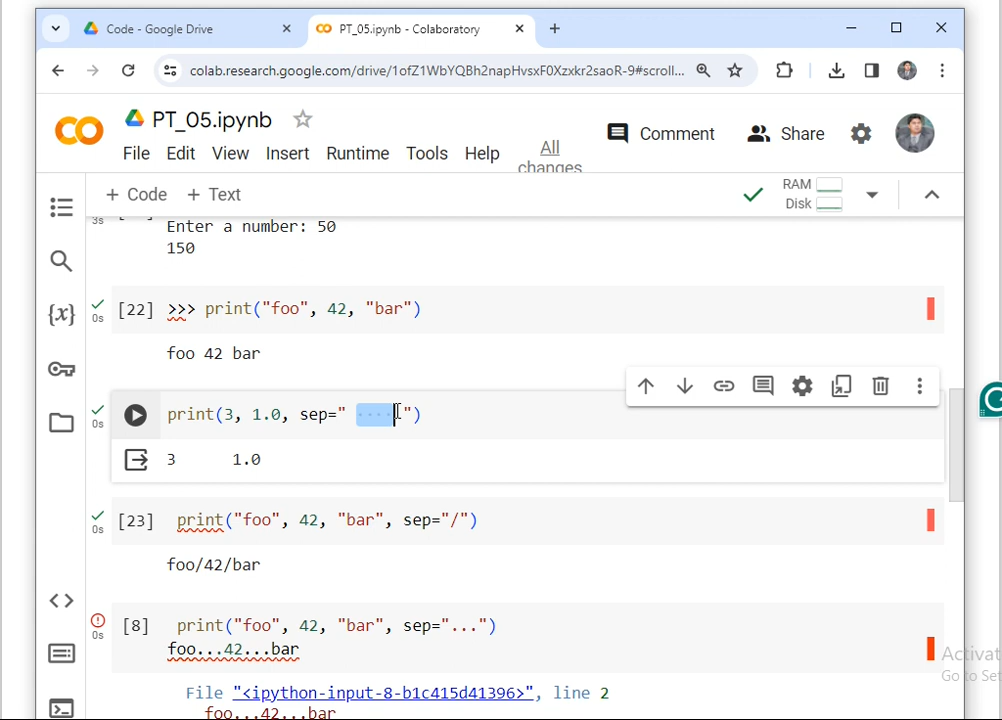 Code - Google Drive
PT_05.ipynb - Colaboratory
colab.research.google.com/drive/1ofZ1WbYQBh2napHvsxF0Xzxkr2saoR-9#scroll...
PT_05.ipynb
File Edit View Insert Runtime Tools Help All changes
Comment Share
+ Code + Text
RAM
Disk
3s
Enter a number: 50
150
0s
[22] >>> print("foo", 42, "bar")
foo 42 bar
0s
print(3, 1.0, sep="     ")
3     1.0
0s
[23] print("foo", 42, "bar", sep="/")
foo/42/bar
0s
[8] print("foo", 42, "bar", sep="...")
foo...42...bar
File "<ipython-input-8-b1c415d41396>", line 2
foo...42...bar
{x}
Activat
Go to Set